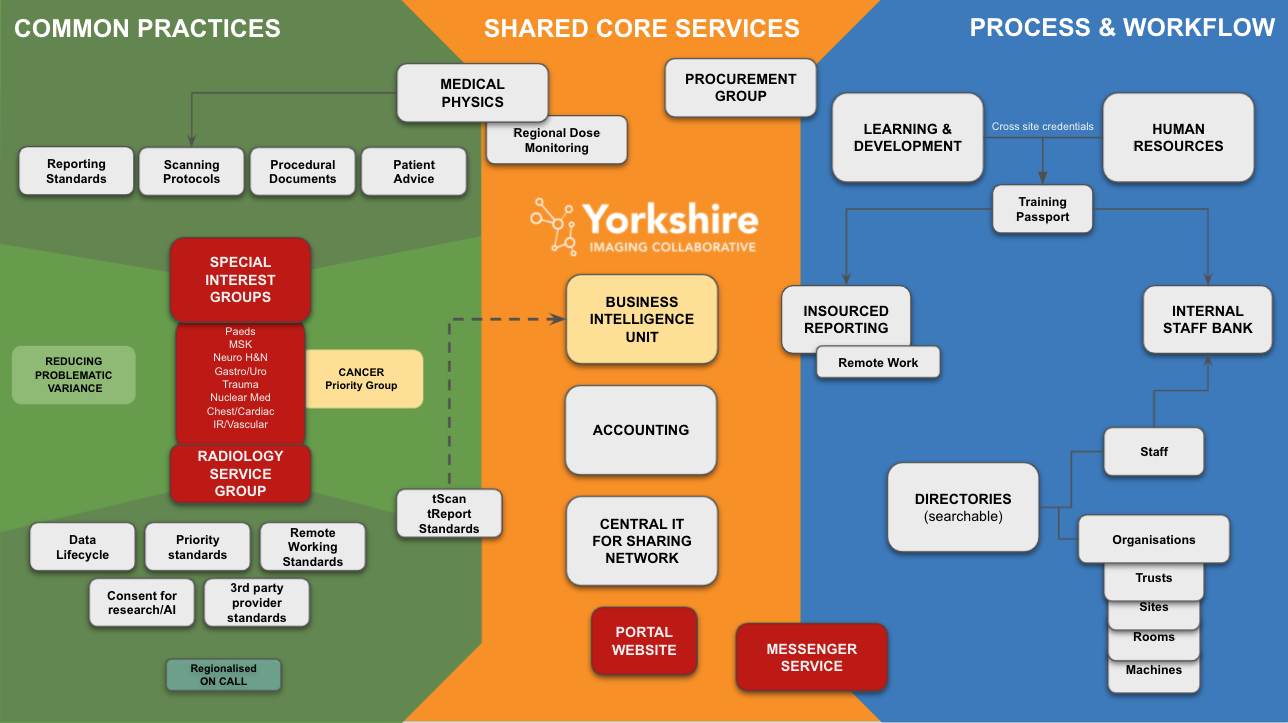 COMMON PRACTICES
SHARED CORE SERVICES
PROCESS & WORKFLOW
MEDICAL
PHYSICS
Regional Dose
Monitoring
PROCUREMENT
GROUP
Reporting
Standards
Scanning
Protocols
Procedural
Documents
Patient
Advice
LEARNING &
DEVELOPMENT
Cross site credentials
HUMAN
RESOURCES
Training
Passport
Yorkshire
IMAGING COLLABORATIVE
SPECIAL
INTEREST
GROUPS
Paeds
MSK
Neuro H&N
Gastro/Uro
Trauma
Nuclear Med
Chest/Cardiac
IR/Vascular
RADIOLOGY
SERVICE
GROUP
REDUCING
PROBLEMATIC
VARIANCE
CANCER
Priority Group
BUSINESS
INTELLIGENCE
UNIT
ACCOUNTING
CENTRAL IT
FOR SHARING
NETWORK
INSOURCED
REPORTING
Remote Work
INTERNAL
STAFF BANK
Staff
DIRECTORIES
(searchable)
Organisations
Trusts
Sites
Rooms
Machines
tScan
tReport
Standards
Data
Lifecycle
Priority
standards
Remote
Working
Standards
Consent for
research/AI
3rd party
provider
standards
Regionalised
ON CALL
PORTAL
WEBSITE
MESSENGER
SERVICE